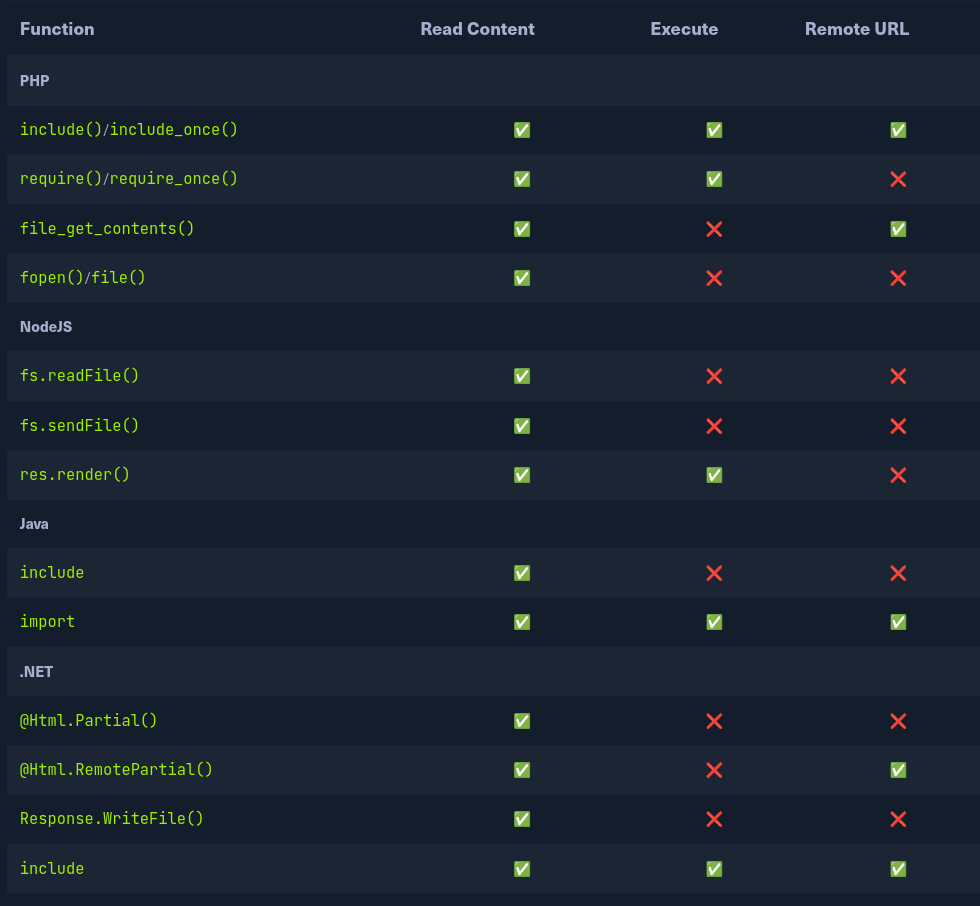 Function Read Content Execute Remote URL
PHP
include()/include_once() ✅ ✅ ✅
require()/require_once() ✅ ✅ ❌
file_get_contents() ✅ ❌ ✅
fopen()/file() ✅ ❌ ❌
NodeJS
fs.readFile() ✅ ❌ ❌
fs.sendFile() ✅ ❌ ❌
res.render() ✅ ✅ ❌
Java
include ✅ ❌ ❌
import ✅ ✅ ✅
.NET
@Html.Partial() ✅ ❌ ❌
@Html.RemotePartial() ✅ ❌ ✅
Response.WriteFile() ✅ ❌ ❌
include ✅ ✅ ✅